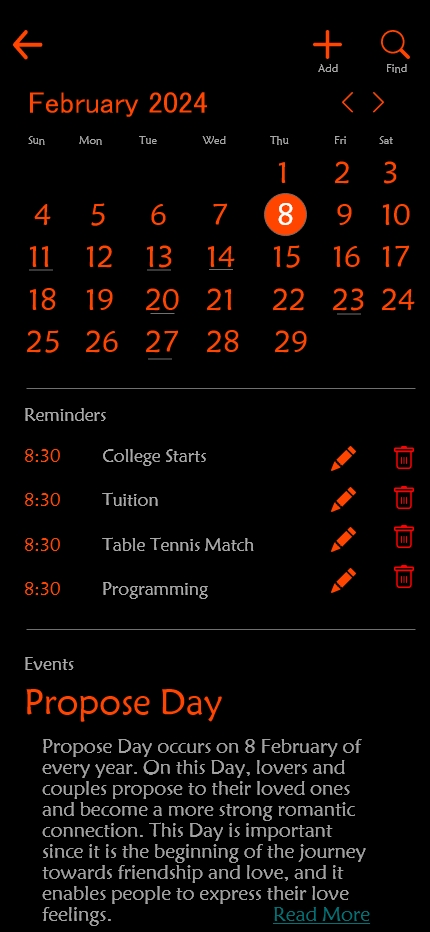 Add Find
February 2024
Sun Mon Tue Wed Thu Fri Sat
1 2 3
4 5 6 7 8 9 10
11 12 13 14 15 16 17
18 19 20 21 22 23 24
25 26 27 28 29
Reminders
8:30 College Starts
8:30 Tuition
8:30 Table Tennis Match
8:30 Programming
Events
Propose Day
Propose Day occurs on 8 February of
every year. On this Day, lovers and
couples propose to their loved ones
and become a more strong romantic
connection. This Day is important
since it is the beginning of the journey
towards friendship and love, and it
enables people to express their love
feelings. Read More